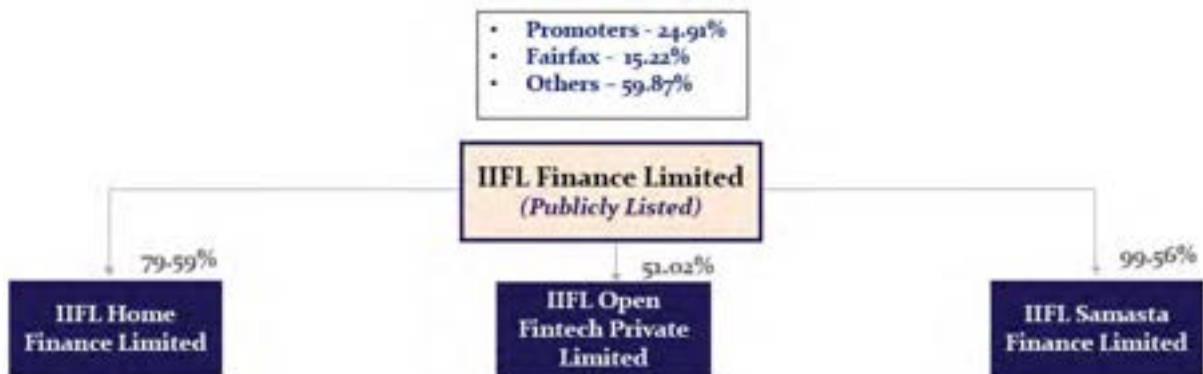 • Promoters - 24.91%
• Fairfax - 15.22%
• Others – 59.87%
IIFL Finance Limited
(Publicly Listed)
79.59%
51.02%
99.56%
IIFL Home
Finance Limited
IIFL Open
Fintech Private
Limited
IIFL Samasta
Finance Limited